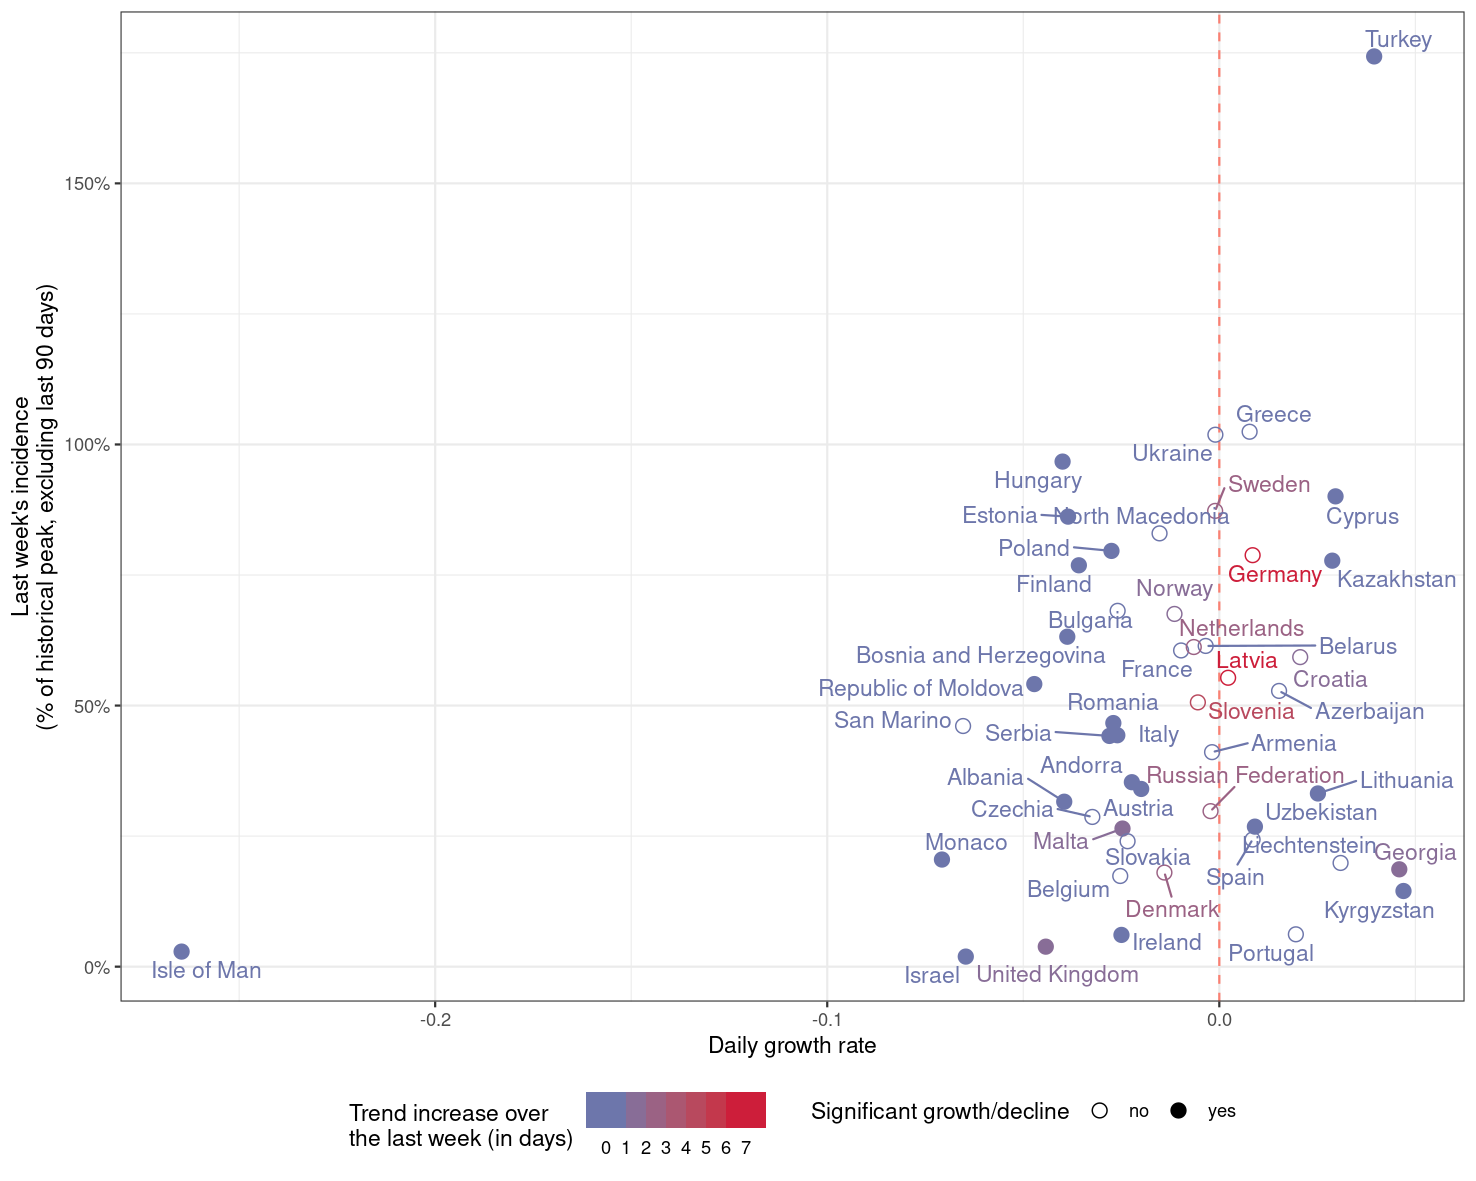 Turkey
150%
Greece
100%
Ukraine
Hungary
Sweden
Estonia
North Macedonia
Cyprus
Poland
Finland
Germany
Kazakhstan
Norway
Bulgaria
Netherlands
Bosnia and Herzegovina
Belarus
France
Latvia
Croatia
Republic of Moldova
Romania
50%
Slovenia
Azerbaijan
San Marino
Serbia
Italy
Armenia
Andorra
Albania
Russian Federation
Lithuania
Czechia
Austria
Uzbekistan
Monaco
Malta
Liechtenstein
Georgia
Slovakia
Spain
Belgium
Denmark
Kyrgyzstan
Ireland
Portugal
0%
Isle of Man
Israel
United Kingdom
Last week's incidence
(% of historical peak, excluding last 90 days)
-0.2
-0.1
0.0
Daily growth rate
Trend increase over
the last week (in days)
0 1 2 3 4 5 6 7
Significant growth/decline
no
yes